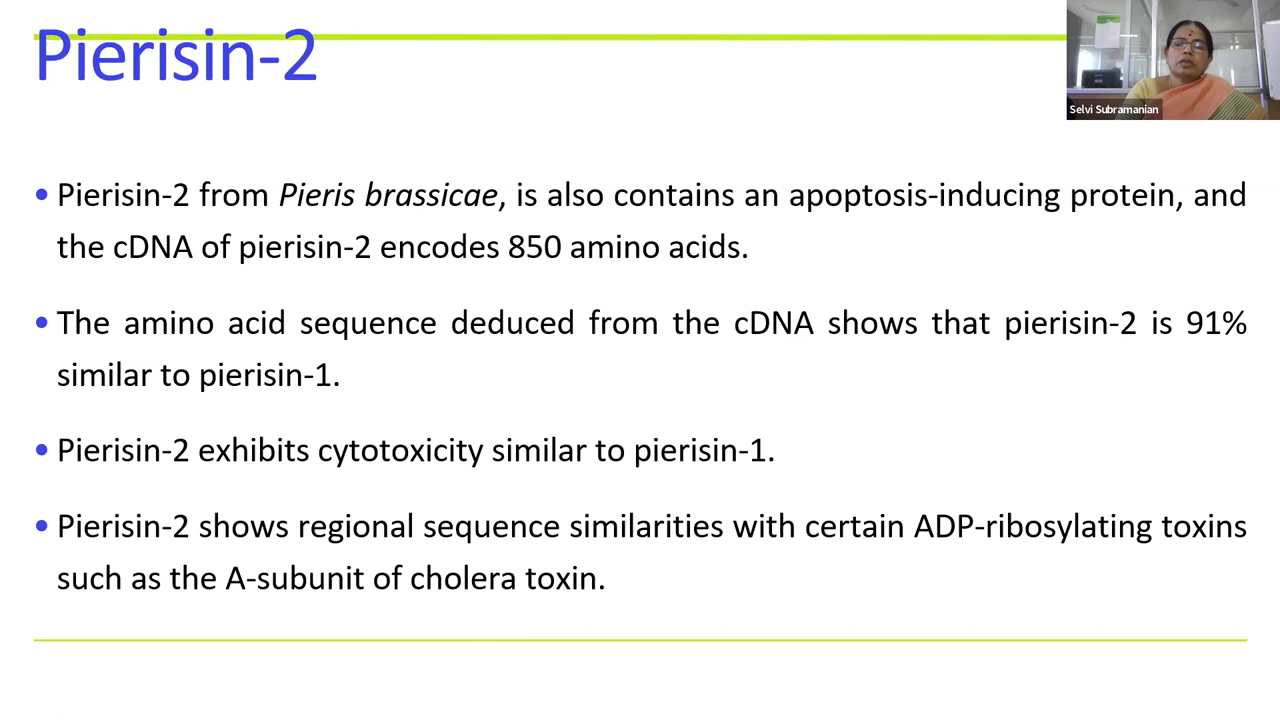 Pierisin-2
Selvi Subramanian
• Pierisin-2 from Pieris brassicae, is also contains an apoptosis-inducing protein, and
the cDNA of pierisin-2 encodes 850 amino acids.
• The amino acid sequence deduced from the cDNA shows that pierisin-2 is 91%
similar to pierisin-1.
• Pierisin-2 exhibits cytotoxicity similar to pierisin-1.
• Pierisin-2 shows regional sequence similarities with certain ADP-ribosylating toxins
such as the A-subunit of cholera toxin.